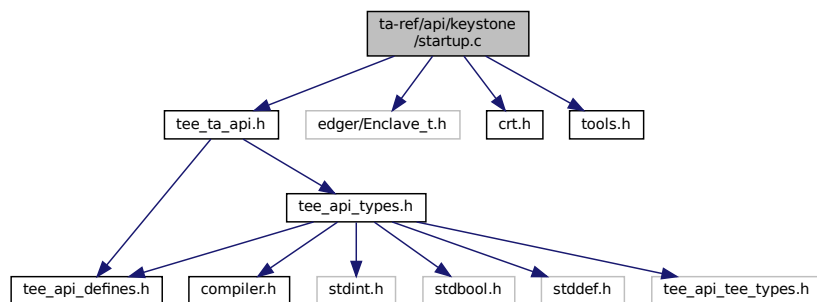 ta-ref/api/keystone
/startup.c
tee_ta_api.h
edger/Enclave_t.h
crt.h
tools.h
tee_api_types.h
tee_api_defines.h
compiler.h
stdint.h
stdbool.h
stddef.h
tee_api_tee_types.h